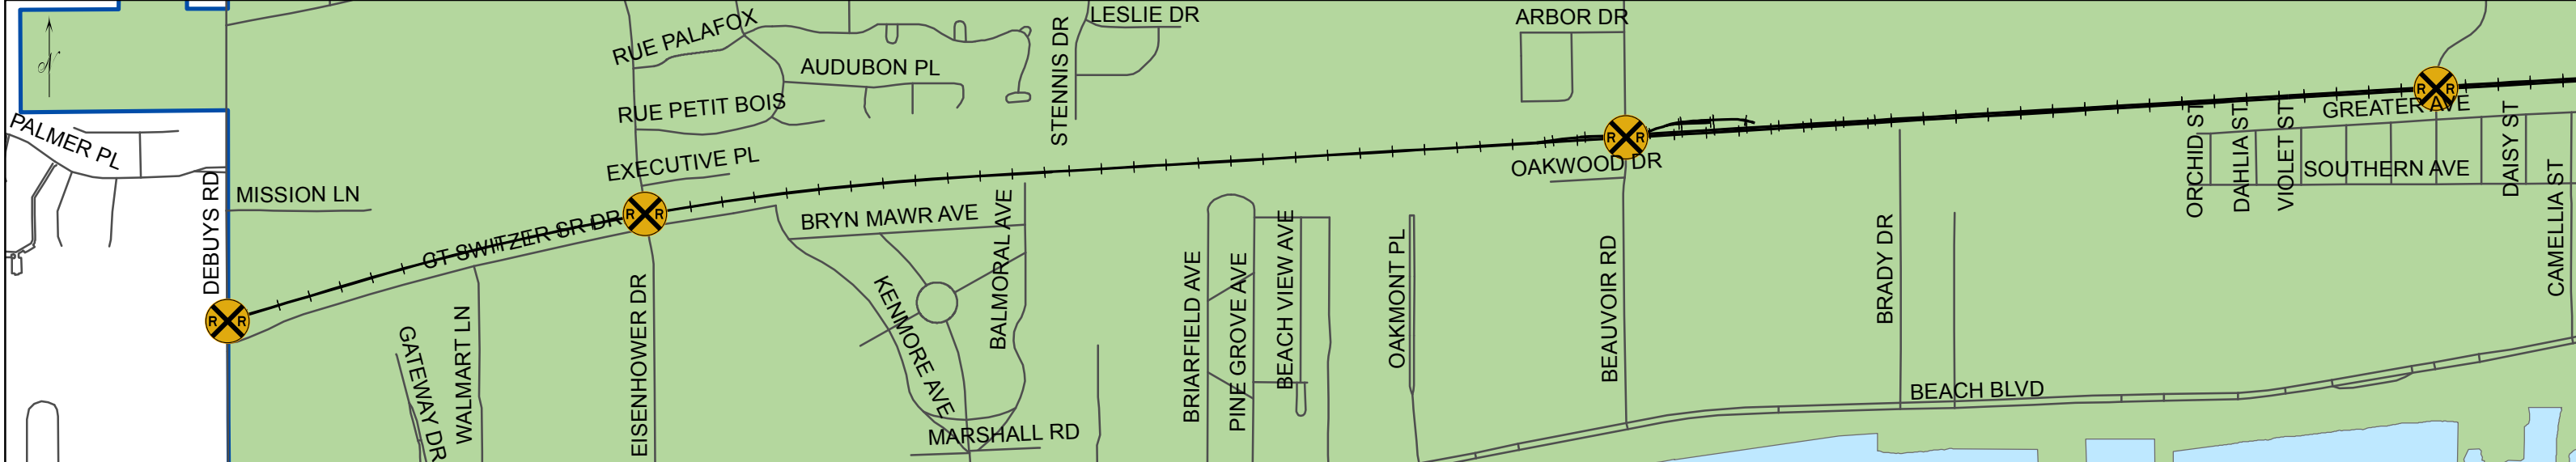 LESLIE DR
ARBOR DR
RUE PALAFOX
STENNIS DR
N
AUDUBON PL
RUE PETIT BOIS
GREATER AVE
PALMER PL
EXECUTIVE PL
R R
R R
OAKWOOD DR
ORCHID ST
DAHLIA ST
VIOLET ST
SOUTHERN AVE
DAISY ST
DEBUYS RD
MISSION LN
R R
CT SWITZER SR DR
BRYN MAWR AVE
BALMORAL AVE
CAMELLIA ST
R R
GATEWAY DR
WALMART LN
EISENHOWER DR
KENMORE AVE
BRIARFIELD AVE
PINE GROVE AVE
BEACH VIEW AVE
OAKMONT PL
BEAUVOIR RD
BRADY DR
BEACH BLVD
MARSHALL RD